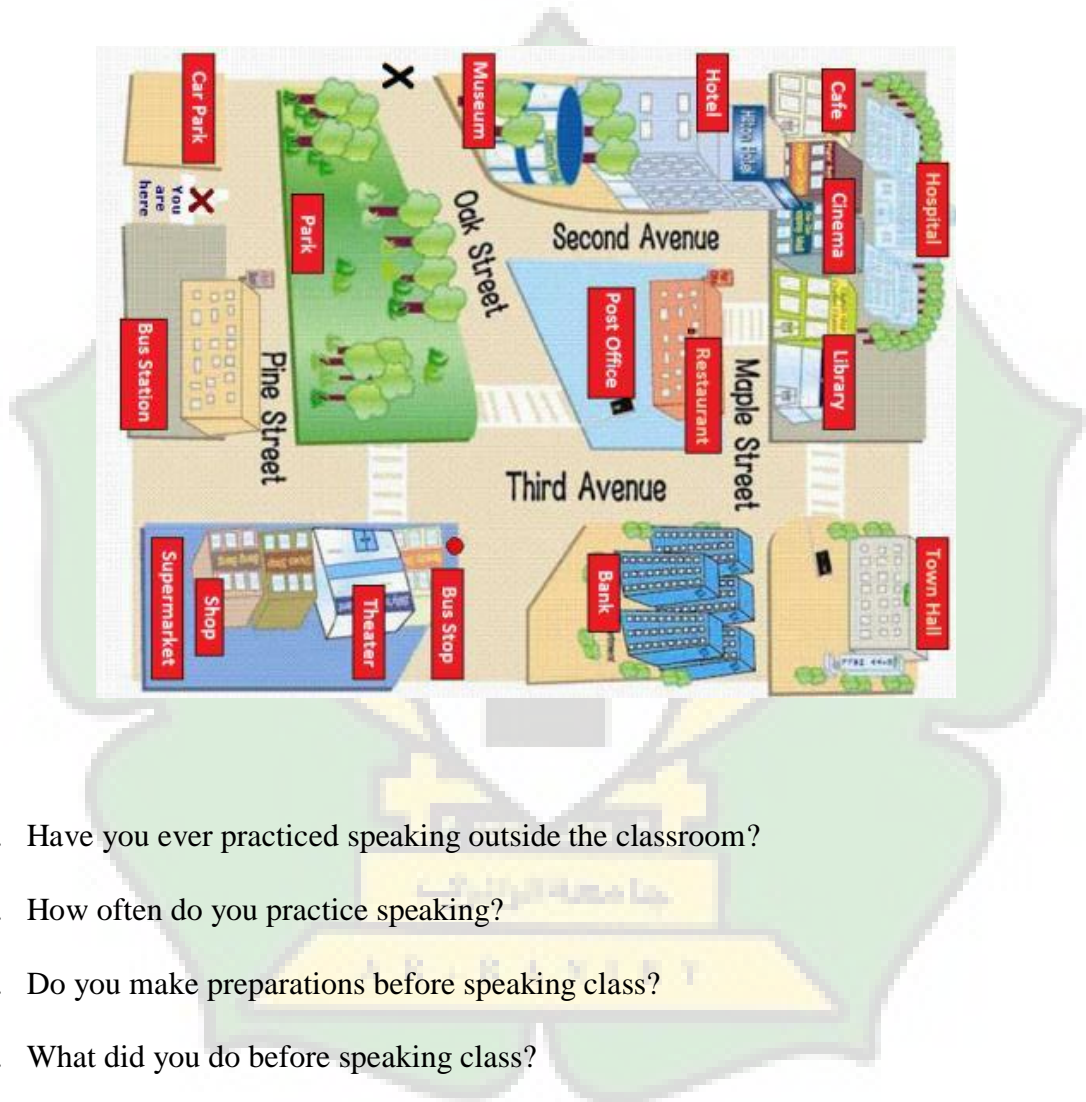 Car Park
Museum
Hotel
Cafe
Hospital
Hilton Hotel
Cinema
You
are
here
Park
Oak Street
Second Avenue
Bus Station
Pine Street
Post Office
Restaurant
Maple Street
Library
Third Avenue
Supermarket
Shop
Theater
Bus Stop
Bank
Town Hall
. Have you ever practiced speaking outside the classroom?
. How often do you practice speaking?
. Do you make preparations before speaking class?
. What did you do before speaking class?